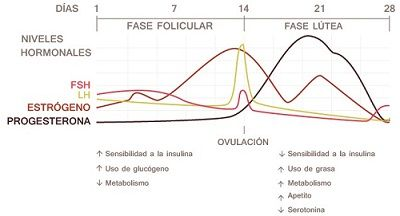 DÍAS 1 7 14 21 28
FASE FOLICULAR FASE LÚTEA
NIVELES
HORMONALES
FSH
LH
ESTRÓGENO
PROGESTERONA
OVULACIÓN
↑ Sensibilidad a la insulina
↑ Uso de glucógeno
↓ Metabolismo
↓ Sensibilidad a la insulina
↑ Uso de grasa
↑ Metabolismo
↑ Apetito
↓ Serotonina